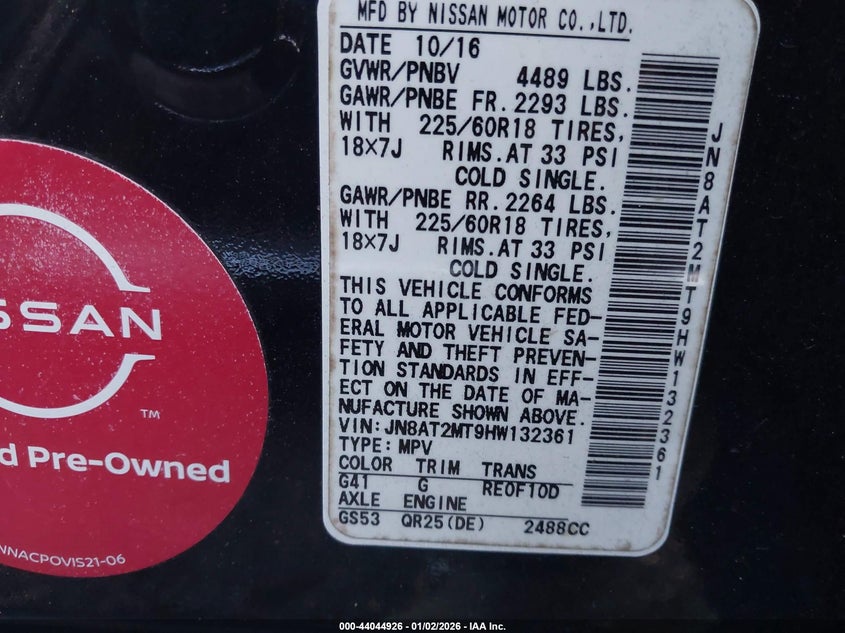 MFD BY NISSAN MOTOR CO.,LTD.
DATE 10/16
GVWR/PNBV 4489 LBS.
GAWR/PNBE FR. 2293 LBS.
WITH 225/60R18 TIRES,
18×7J RIMS.AT 33 PSI
COLD SINGLE.
GAWR/PNBE RR. 2264 LBS.
WITH 225/60R18 TIRES,
18×7J RIMS.AT 33 PSI
COLD SINGLE.
THIS VEHICLE CONFORMS
TO ALL APPLICABLE FED-
ERAL MOTOR VEHICLE SA-
FETY AND THEFT PREVEN-
TION STANDARDS IN EFF-
ECT ON THE DATE OF MA-
NUFACTURE SHOWN ABOVE.
VIN:JN8AT2MT9HW132361
TYPE:MPV
COLOR TRIM TRANS
G41 G RE0F10D
AXLE ENGINE
GS53 QR25(DE) 2488CC
JN8AT2MT9HW132361
SSAN
TM
d Pre-Owned
WNACPOVIS21-06
000-44044926 - 01/02/2026 - IAA Inc.